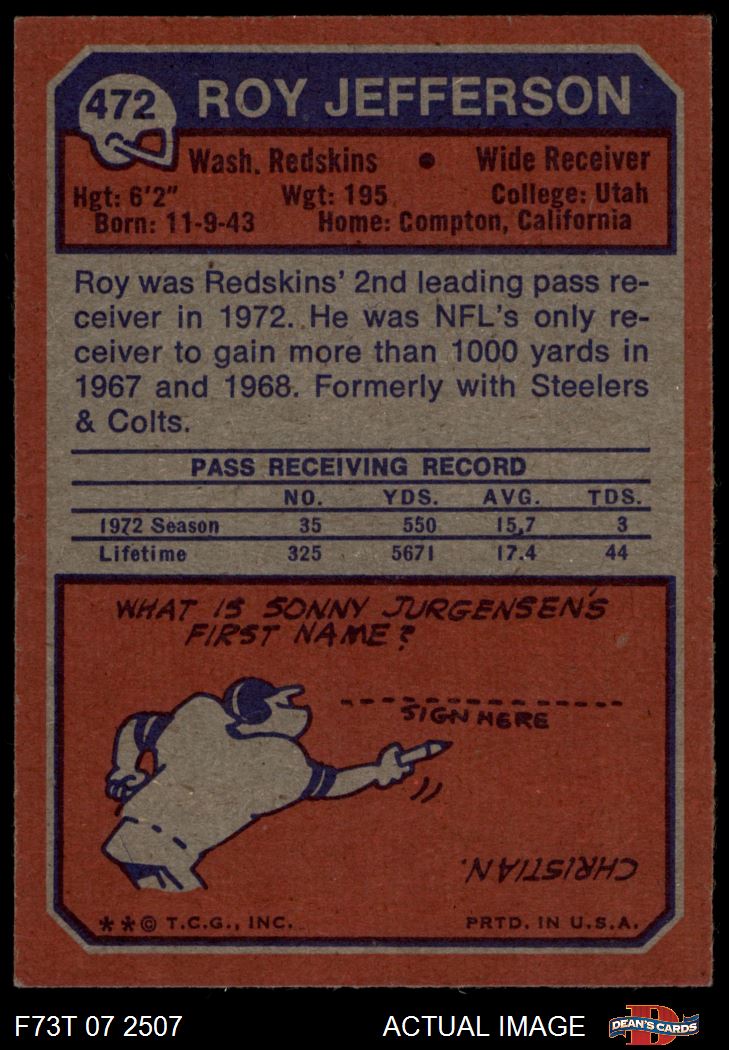 472
ROY JEFFERSON
Wash. Redskins • Wide Receiver
Hgt: 6'2" Wgt: 195 College: Utah
Born: 11-9-43 Home: Compton, California
Roy was Redskins' 2nd leading pass re-
ceiver in 1972. He was NFL's only re-
ceiver to gain more than 1000 yards in
1967 and 1968. Formerly with Steelers
& Colts.
PASS RECEIVING RECORD
NO. YDS. AVG. TDS.
1972 Season 35 550 15.7 3
Lifetime 325 5671 17.4 44
WHAT IS SONNY JURGENSEN'S
FIRST NAME?
SIGN HERE
CHRISTIAN.
**© T.C.G., INC. PRTD. IN U.S.A.
F73T 07 2507 ACTUAL IMAGE
D
DEAN'S CARDS